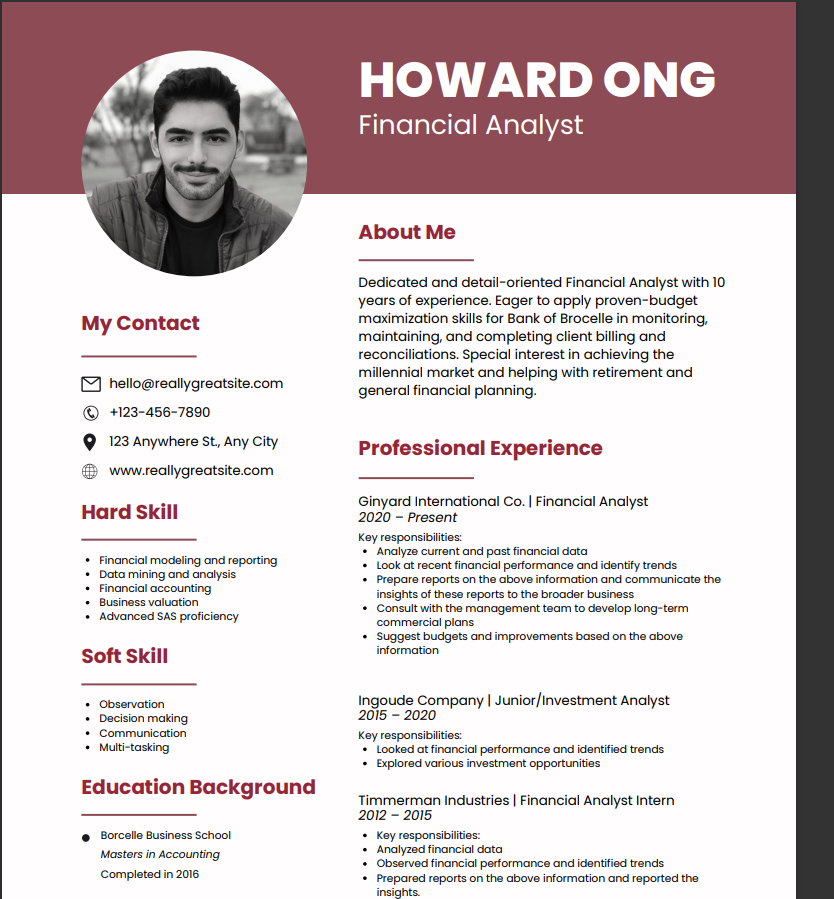 HOWARD ONG
Financial Analyst
My Contact
hello@reallygreatsite.com
+123-456-7890
123 Anywhere St., Any City
www.reallygreatsite.com
Hard Skill
• Financial modeling and reporting
• Data mining and analysis
• Financial accounting
• Business valuation
• Advanced SAS proficiency
Soft Skill
• Observation
• Decision making
• Communication
• Multi-tasking
Education Background
• Borcelle Business School
Masters in Accounting
Completed in 2016
About Me
Dedicated and detail-oriented Financial Analyst with 10
years of experience. Eager to apply proven-budget
maximization skills for Bank of Brocelle in monitoring,
maintaining, and completing client billing and
reconciliations. Special interest in achieving the
millennial market and helping with retirement and
general financial planning.
Professional Experience
Ginyard International Co. | Financial Analyst
2020 – Present
Key responsibilities:
• Analyze current and past financial data
• Look at recent financial performance and identify trends
• Prepare reports on the above information and communicate the
insights of these reports to the broader business
• Consult with the management team to develop long-term
commercial plans
• Suggest budgets and improvements based on the above
information
Ingoude Company | Junior/Investment Analyst
2015 – 2020
Key responsibilities:
• Looked at financial performance and identified trends
• Explored various investment opportunities
Timmerman Industries | Financial Analyst Intern
2012 – 2015
• Key responsibilities:
• Analyzed financial data
• Observed financial performance and identified trends
• Prepared reports on the above information and reported the
insights.